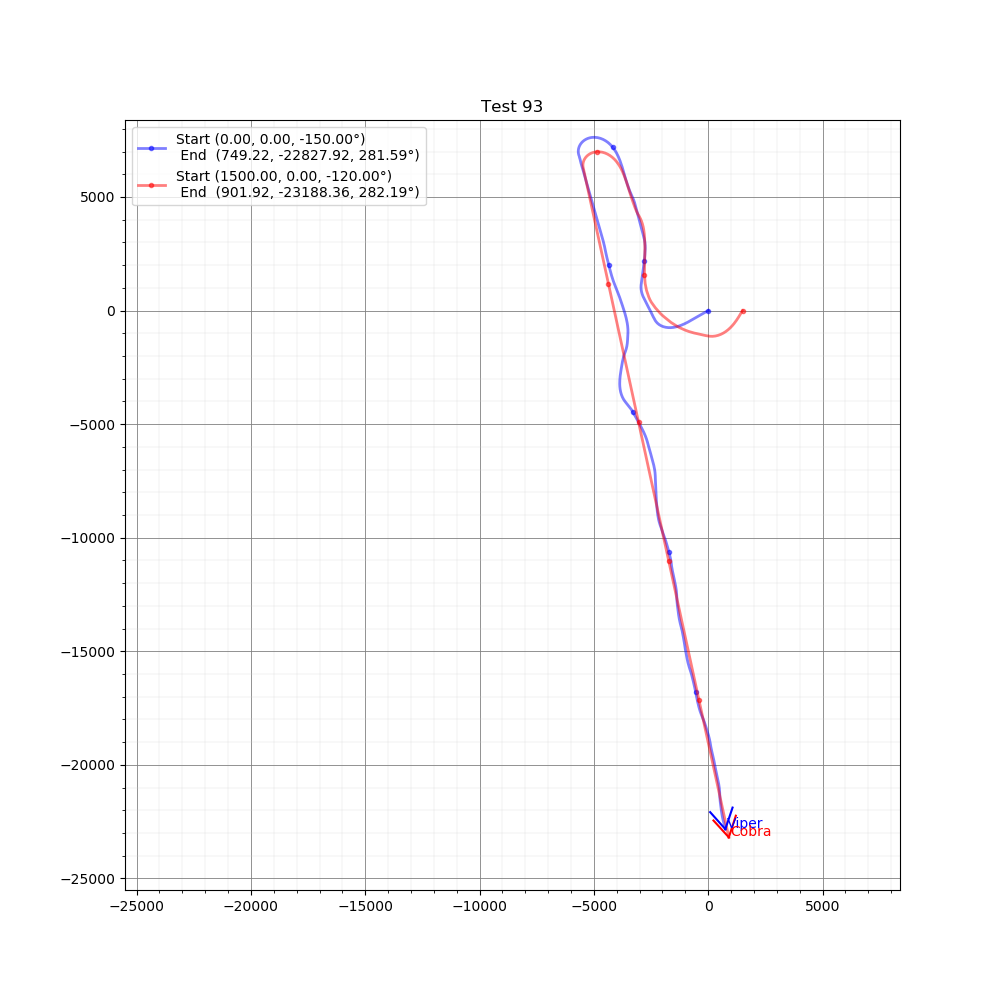 Test 93
Start (0.00, 0.00, -150.00°)
End  (749.22, -22827.92, 281.59°)
Start (1500.00, 0.00, -120.00°)
End  (901.92, -23188.36, 282.19°)
5000
0
−5000
−10000
−15000
−20000
−25000
Viper
Cobra
−25000 −20000 −15000 −10000 −5000 0 5000